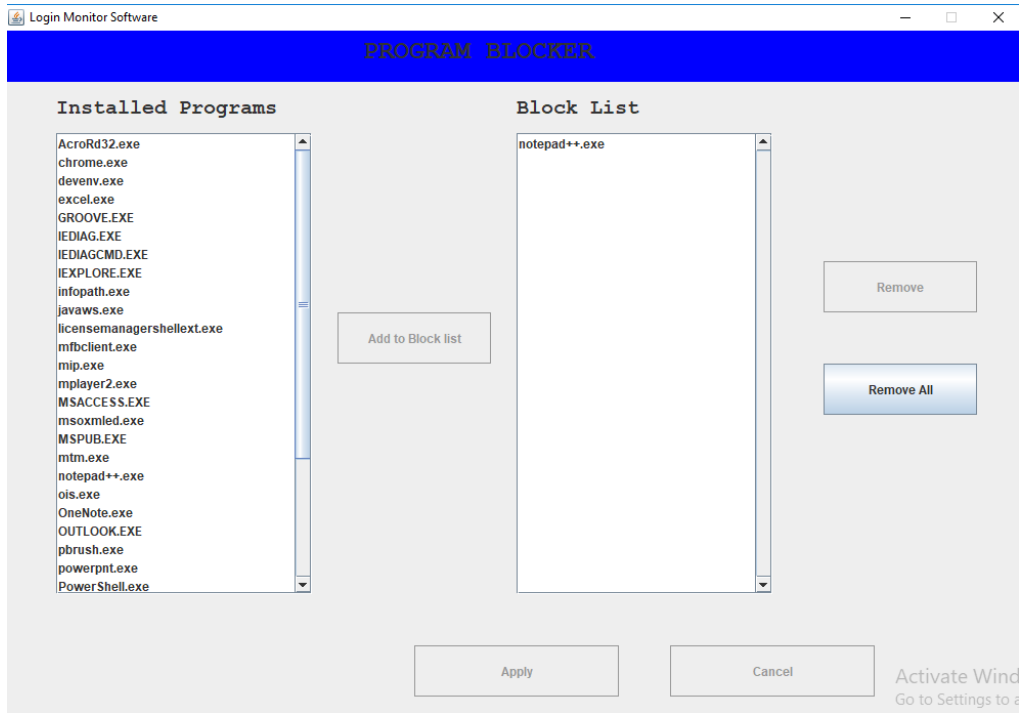 Login Monitor Software
PROGRAM BLOCKER
Installed Programs
AcroRd32.exe
chrome.exe
devenv.exe
excel.exe
GROOVE.EXE
IEDIAG.EXE
IEDIAGCMD.EXE
IEXPLORE.EXE
infopath.exe
javaws.exe
licensemanagershellext.exe
mfbclient.exe
mip.exe
mplayer2.exe
MSACCESS.EXE
msoxmled.exe
MSPUB.EXE
mtm.exe
notepad++.exe
ois.exe
OneNote.exe
OUTLOOK.EXE
pbrush.exe
powerpnt.exe
PowerShell.exe
Add to Block list
Block List
notepad++.exe
Remove
Remove All
Apply
Cancel
Activate Wind
Go to Settings to a